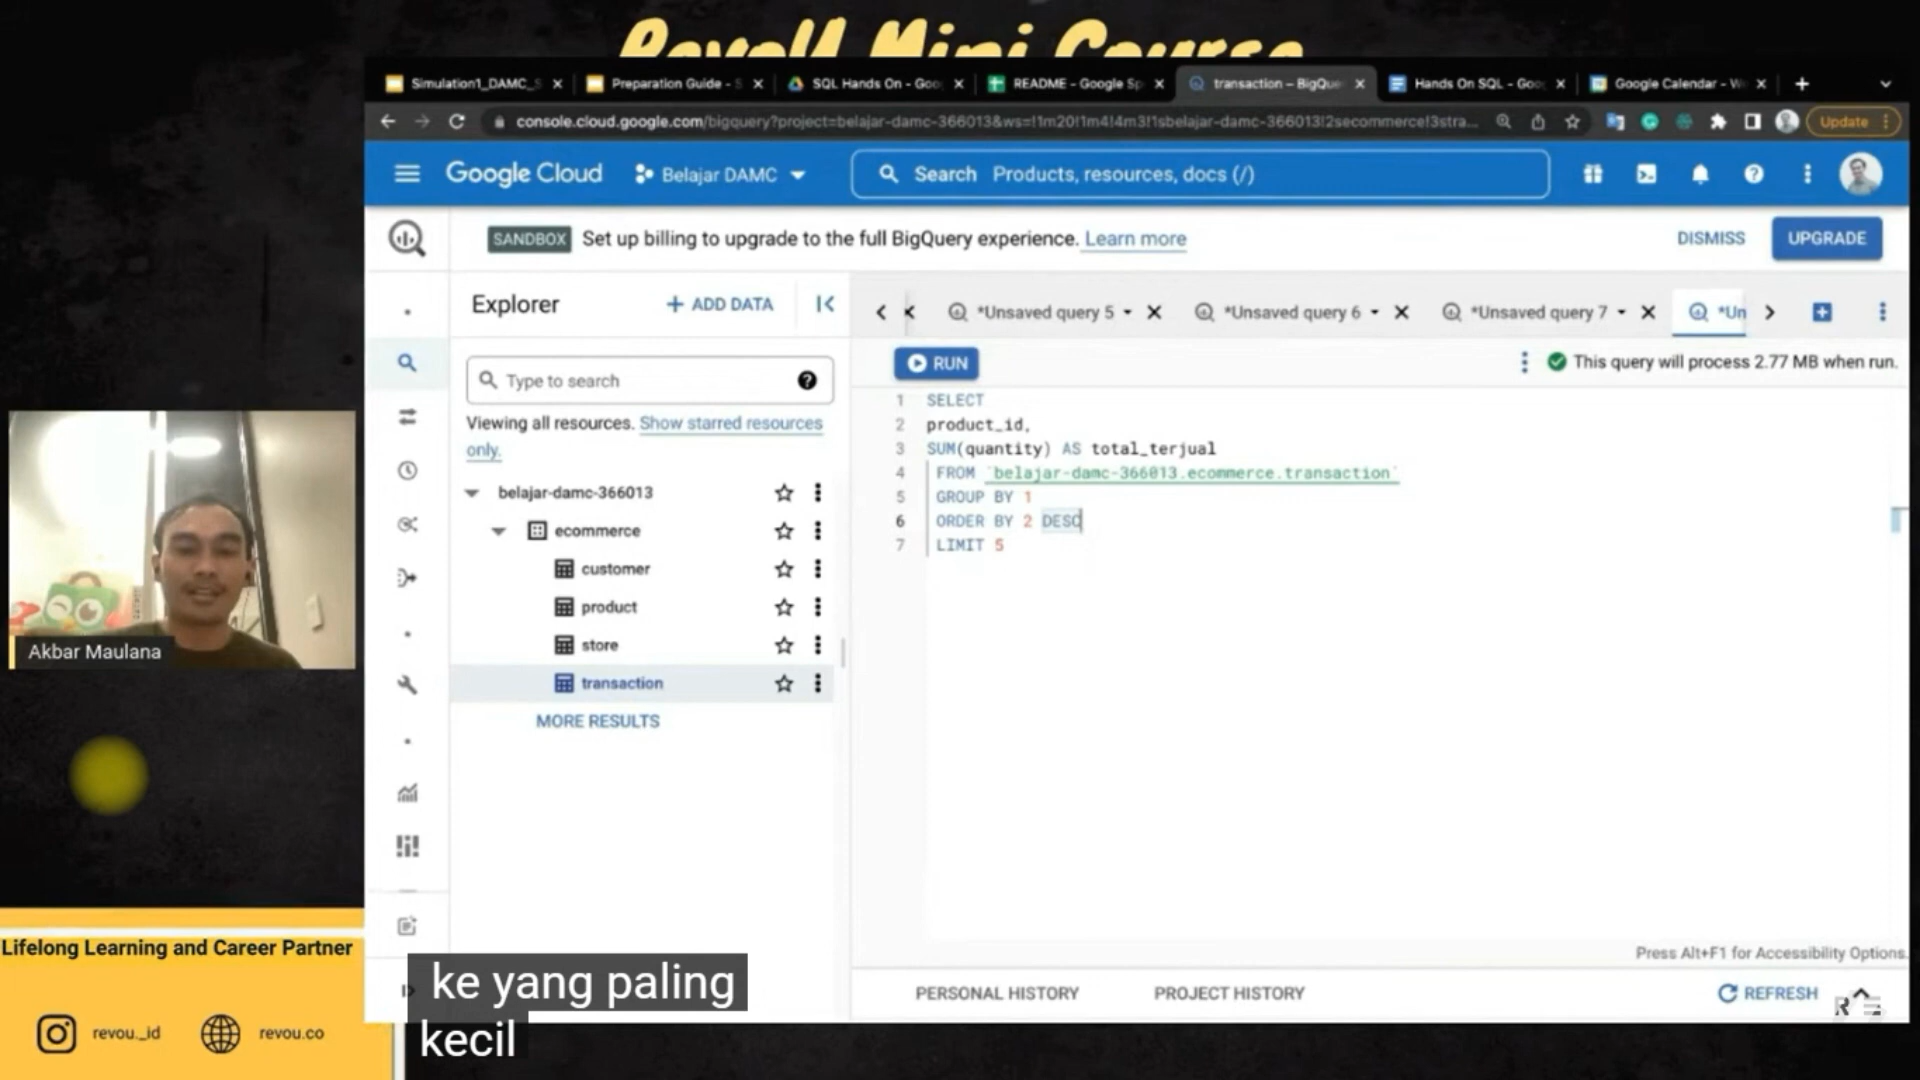 RevoU Mini Course
Simulation1_DAMC_S
Preparation Guide - S
SQL Hands On - Goo
README - Google Sp
transaction – BigQue
Hands On SQL - Goo
Google Calendar - We
console.cloud.google.com/bigquery?project=belajar-damc-366013&ws=!1m20!1m4!4m3!1sbelajar-damc-366013!2secommerce!3stra...
Update
Google Cloud
Belajar DAMC
Search Products, resources, docs (/)
SANDBOX Set up billing to upgrade to the full BigQuery experience. Learn more
DISMISS
UPGRADE
Explorer
+ ADD DATA
*Unsaved query 5
*Unsaved query 6
*Unsaved query 7
*Un
Type to search
RUN
This query will process 2.77 MB when run.
Viewing all resources. Show starred resources
only.
belajar-damc-366013
ecommerce
customer
product
store
transaction
MORE RESULTS
1 SELECT
2 product_id,
3 SUM(quantity) AS total_terjual
4 FROM `belajar-damc-366013.ecommerce.transaction`
5 GROUP BY 1
6 ORDER BY 2 DESC
7 LIMIT 5
Press Alt+F1 for Accessibility Options.
PERSONAL HISTORY
PROJECT HISTORY
REFRESH
Akbar Maulana
Lifelong Learning and Career Partner
revou_id
revou.co
ke yang paling
kecil